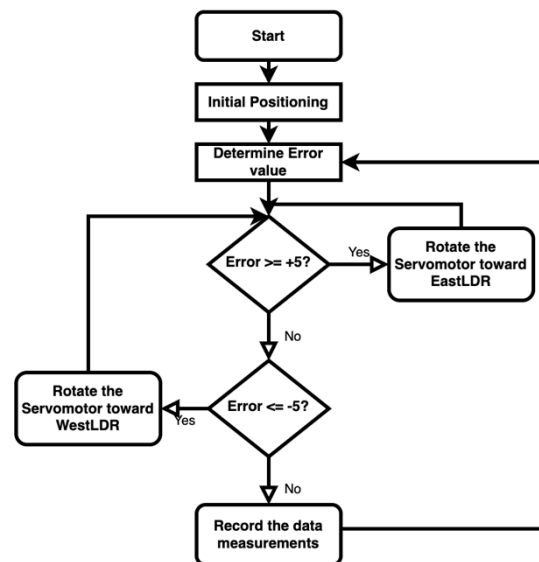 Start
Initial Positioning
Determine Error
value
Error >= +5?
Yes
Rotate the
Servomotor toward
EastLDR
No
Error <= -5?
Yes
Rotate the
Servomotor toward
WestLDR
No
Record the data
measurements